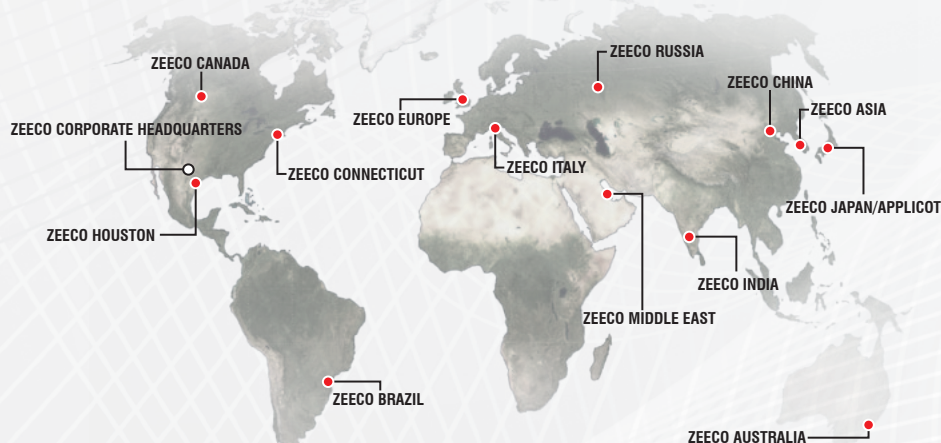 ZEECO RUSSIA
ZEECO CANADA
ZEECO CHINA
ZEECO ASIA
ZEECO EUROPE
ZEECO CORPORATE HEADQUARTERS
ZEECO ITALY
ZEECO CONNECTICUT
ZEECO JAPAN/APPLICOT
ZEECO HOUSTON
ZEECO INDIA
ZEECO MIDDLE EAST
ZEECO BRAZIL
ZEECO AUSTRALIA